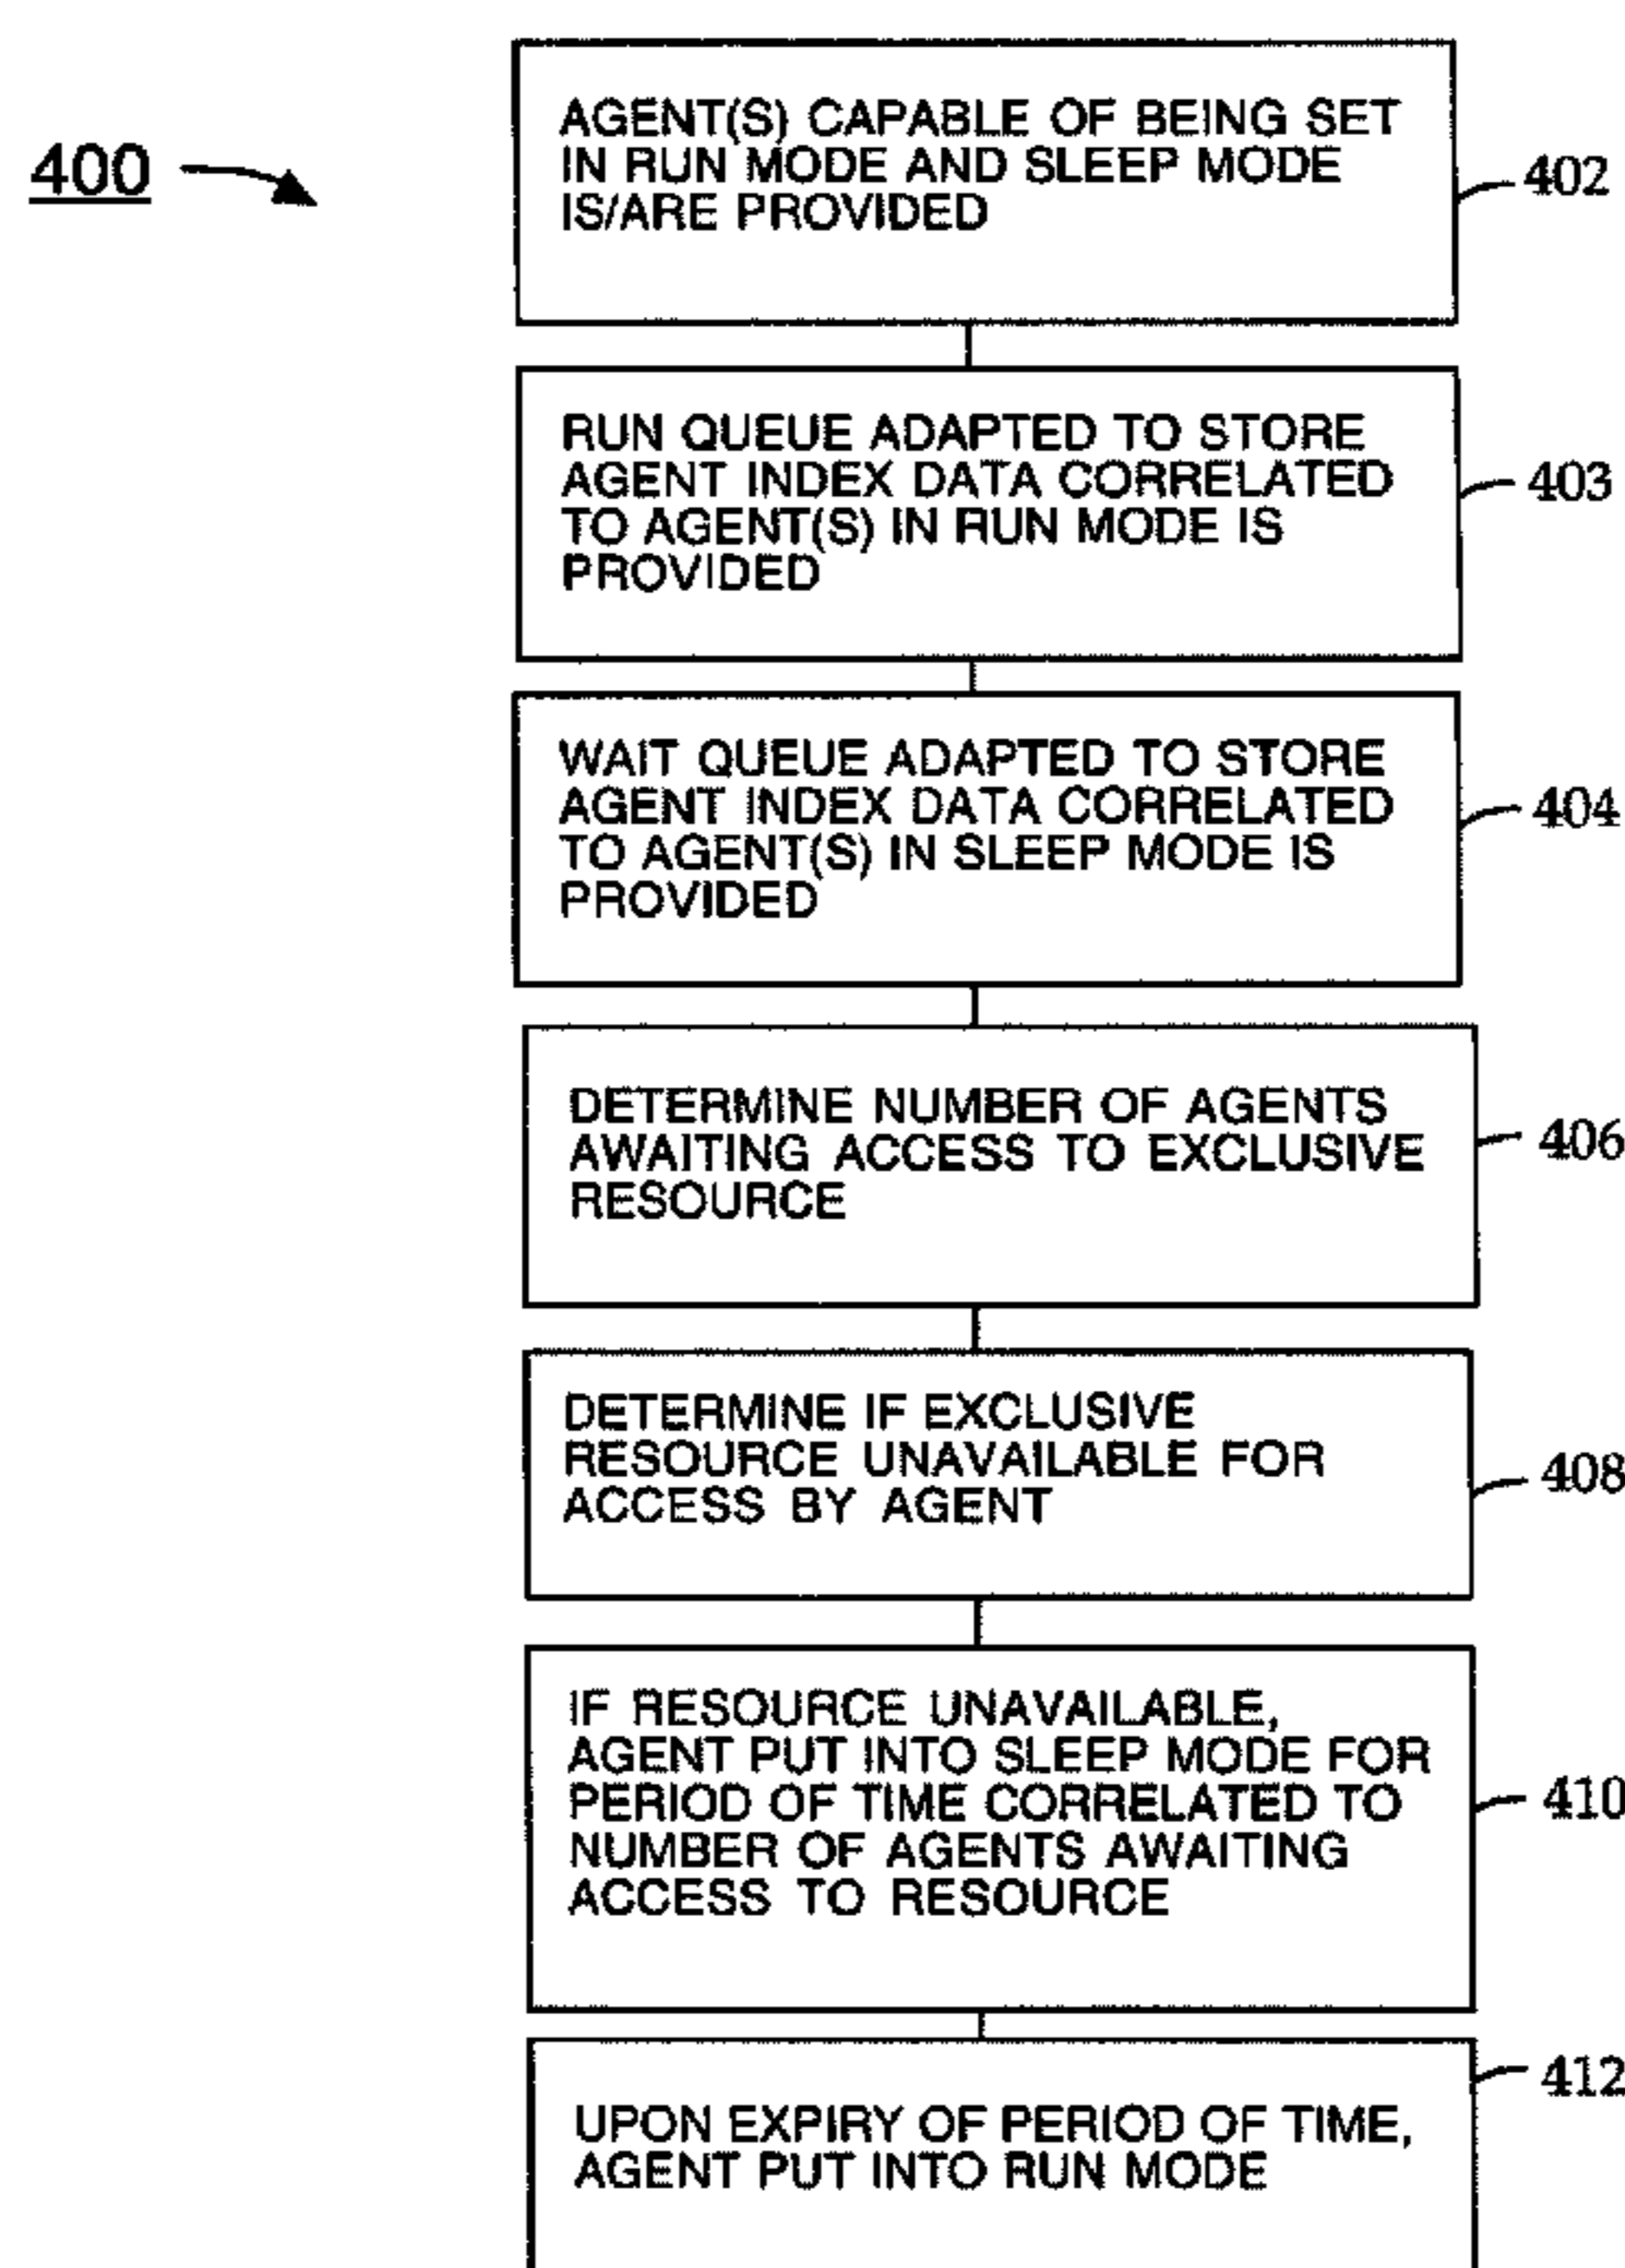 400
AGENT(S) CAPABLE OF BEING SET
IN RUN MODE AND SLEEP MODE
IS/ARE PROVIDED
402
RUN QUEUE ADAPTED TO STORE
AGENT INDEX DATA CORRELATED
TO AGENT(S) IN RUN MODE IS
PROVIDED
403
WAIT QUEUE ADAPTED TO STORE
AGENT INDEX DATA CORRELATED
TO AGENT(S) IN SLEEP MODE IS
PROVIDED
404
DETERMINE NUMBER OF AGENTS
AWAITING ACCESS TO EXCLUSIVE
RESOURCE
406
DETERMINE IF EXCLUSIVE
RESOURCE UNAVAILABLE FOR
ACCESS BY AGENT
408
IF RESOURCE UNAVAILABLE,
AGENT PUT INTO SLEEP MODE FOR
PERIOD OF TIME CORRELATED TO
NUMBER OF AGENTS AWAITING
ACCESS TO RESOURCE
410
UPON EXPIRY OF PERIOD OF TIME,
AGENT PUT INTO RUN MODE
412